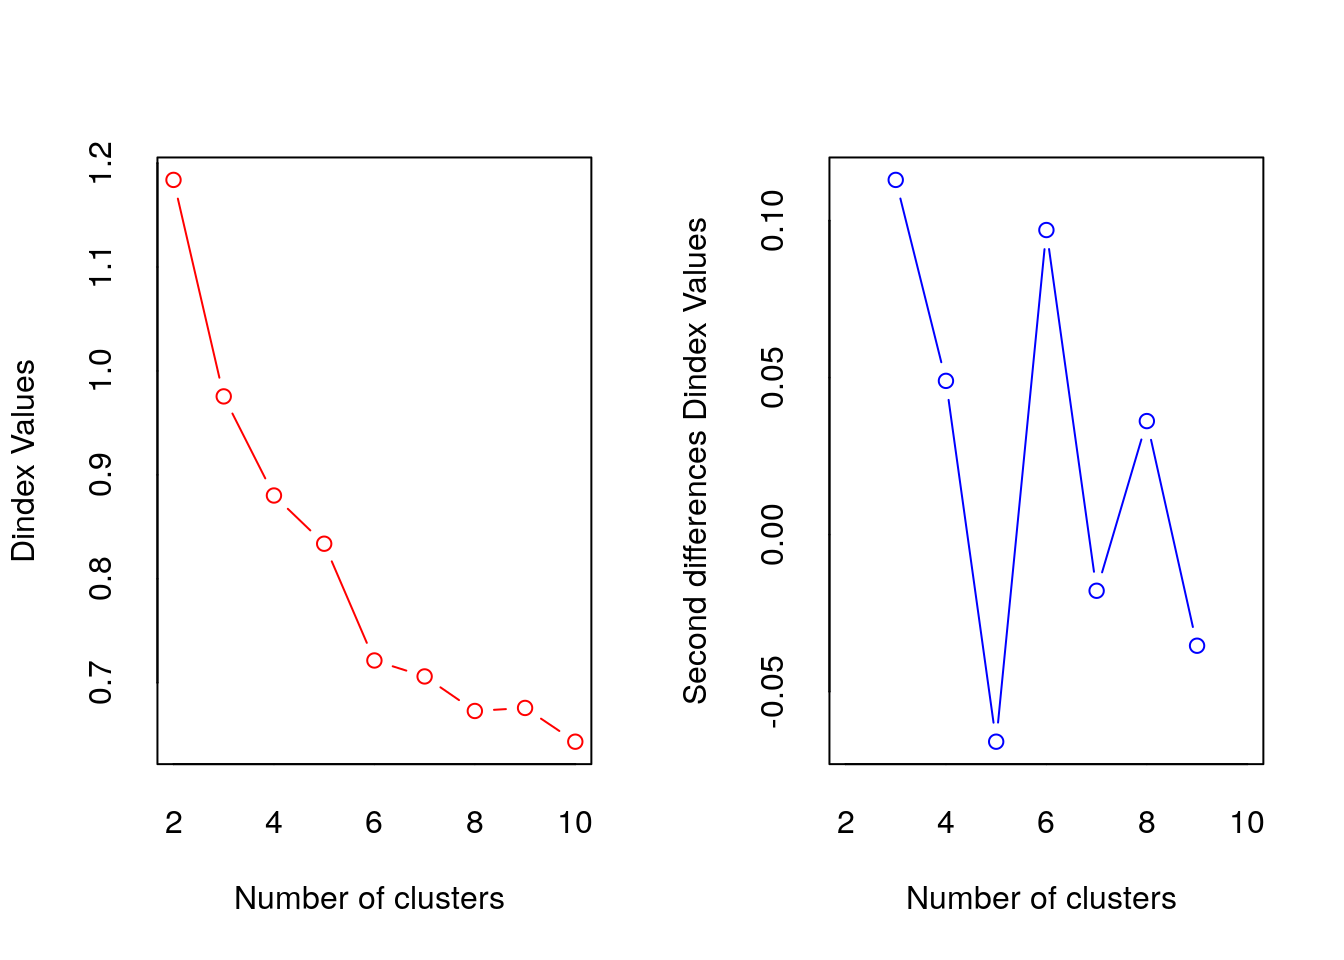 Dindex Values
1.2
1.1
1.0
0.9
0.8
0.7
2 4 6 8 10
Number of clusters
Second differences Dindex Values
0.10
0.05
0.00
-0.05
2 4 6 8 10
Number of clusters